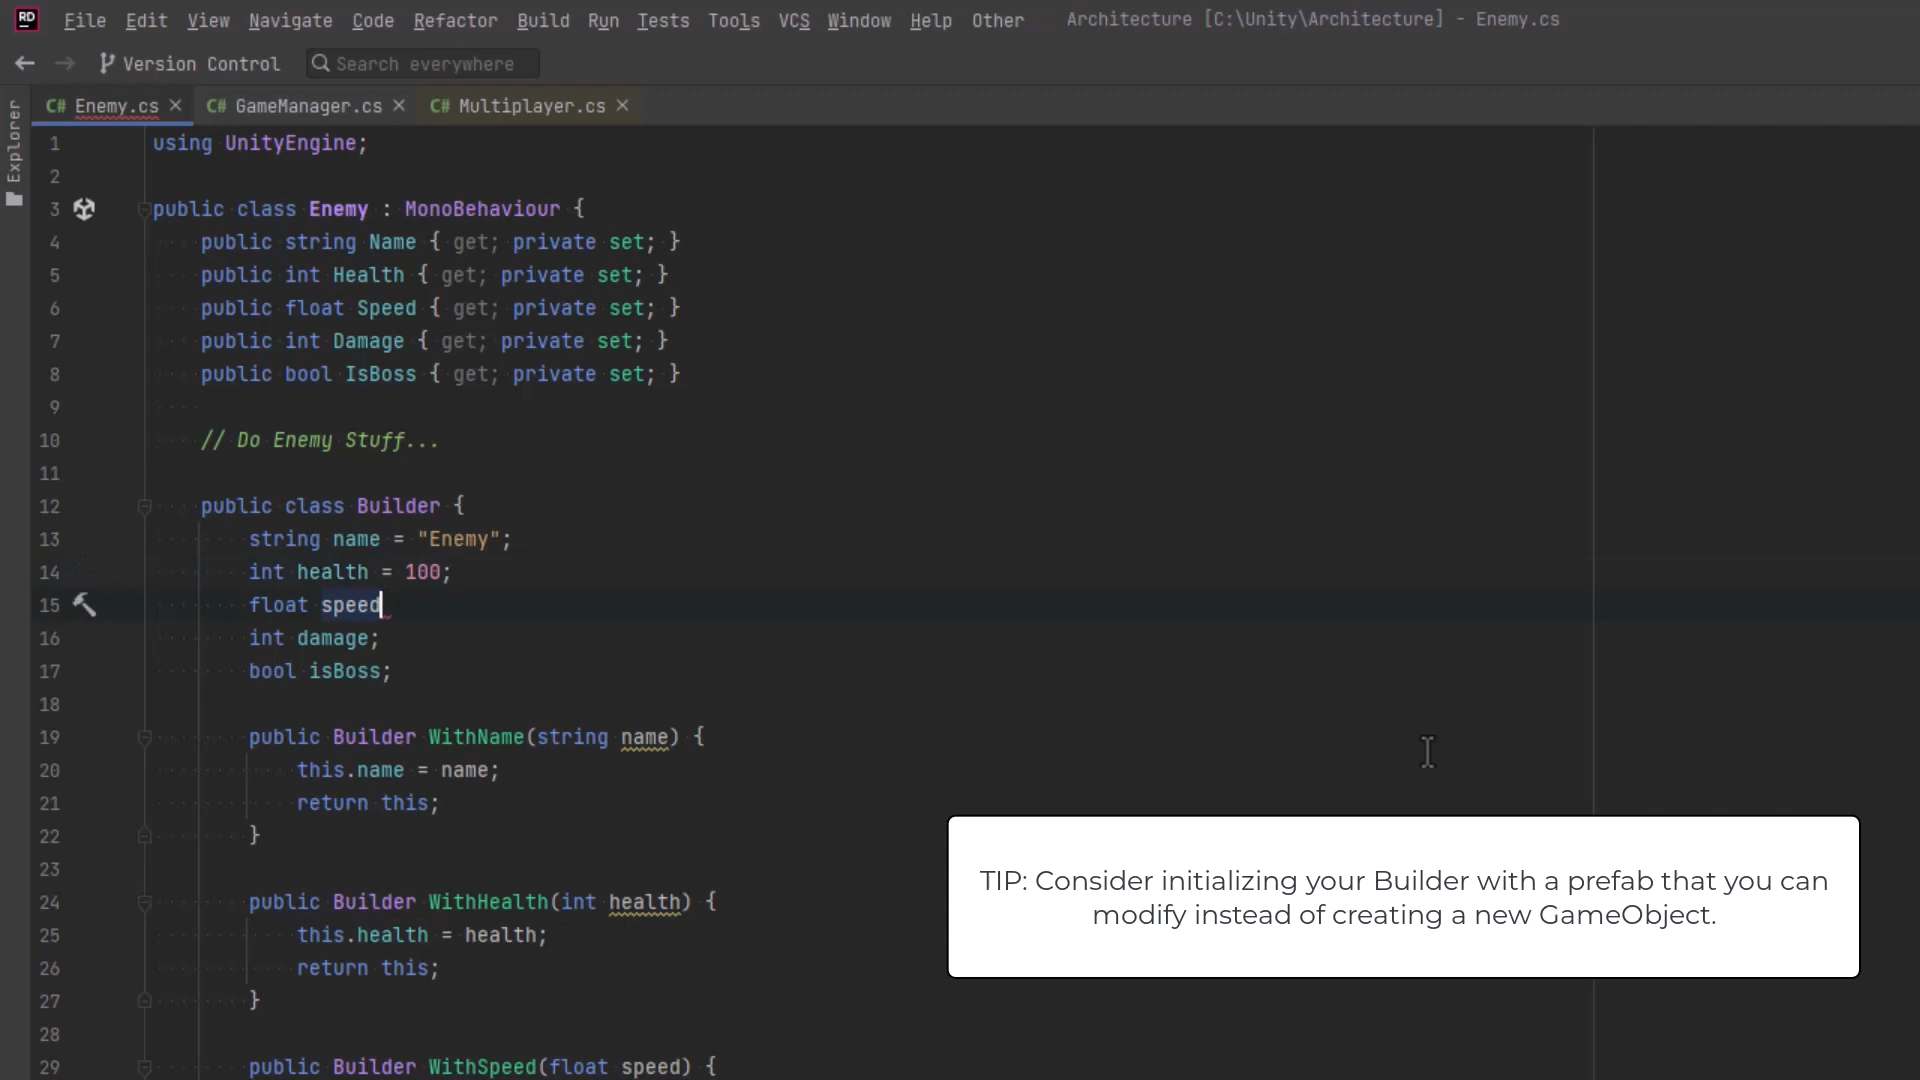 RD File Edit View Navigate Code Refactor Build Run Tests Tools VCS Window Help Other Architecture [C:\Unity\Architecture] - Enemy.cs
Version Control Search everywhere
C# Enemy.cs C# GameManager.cs C# Multiplayer.cs
Explorer
1 using UnityEngine;
2
3 public class Enemy : MonoBehaviour {
4 public string Name { get; private set; }
5 public int Health { get; private set; }
6 public float Speed { get; private set; }
7 public int Damage { get; private set; }
8 public bool IsBoss { get; private set; }
9
10 // Do Enemy Stuff...
11
12 public class Builder {
13 string name = "Enemy";
14 int health = 100;
15 float speed
16 int damage;
17 bool isBoss;
18
19 public Builder WithName(string name) {
20 this.name = name;
21 return this;
22 }
23
24 public Builder WithHealth(int health) {
25 this.health = health;
26 return this;
27 }
28
29 public Builder WithSpeed(float speed) {
TIP: Consider initializing your Builder with a prefab that you can
modify instead of creating a new GameObject.